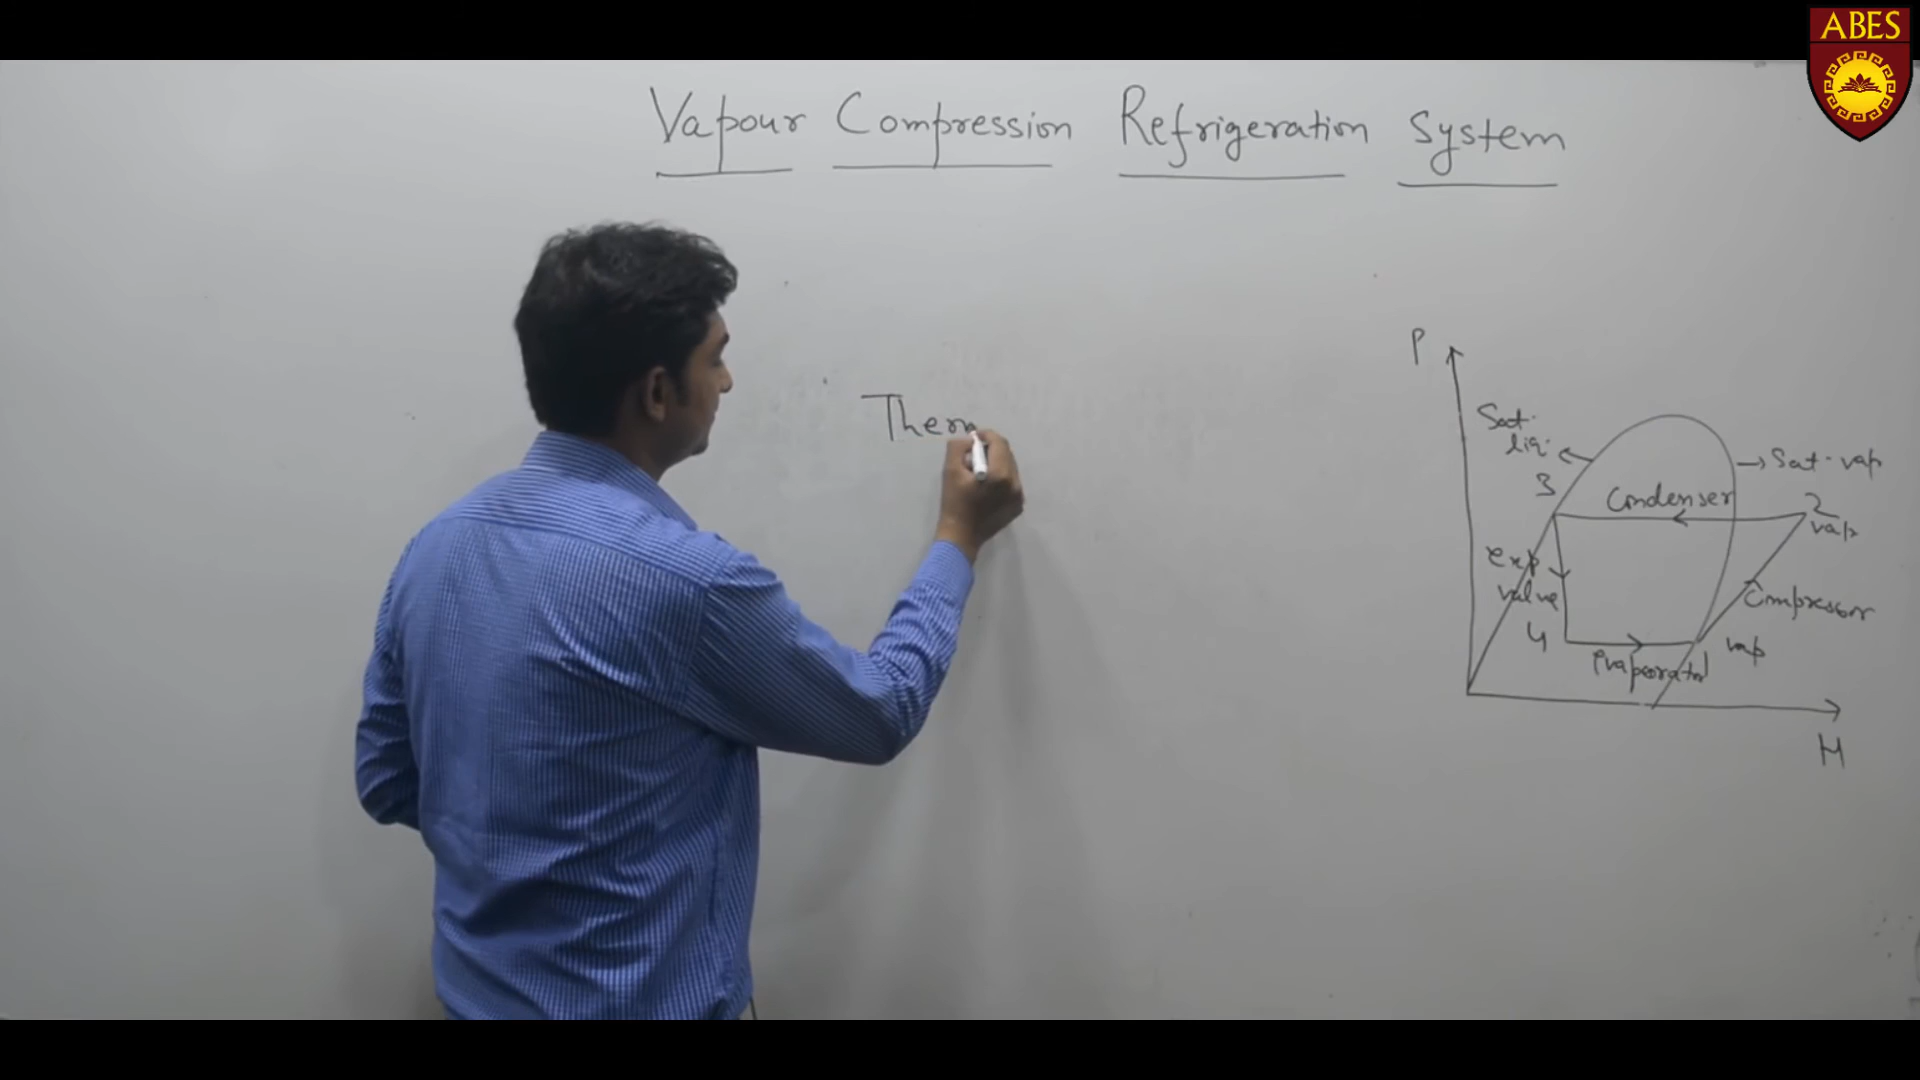 ABES
Vapour Compression Refrigeration System
Therm
P
Sat.
liq.
→ Sat. vap
3
Condenser
2
vap
exp
valve
Compressor
4
vap
Evaporator
H